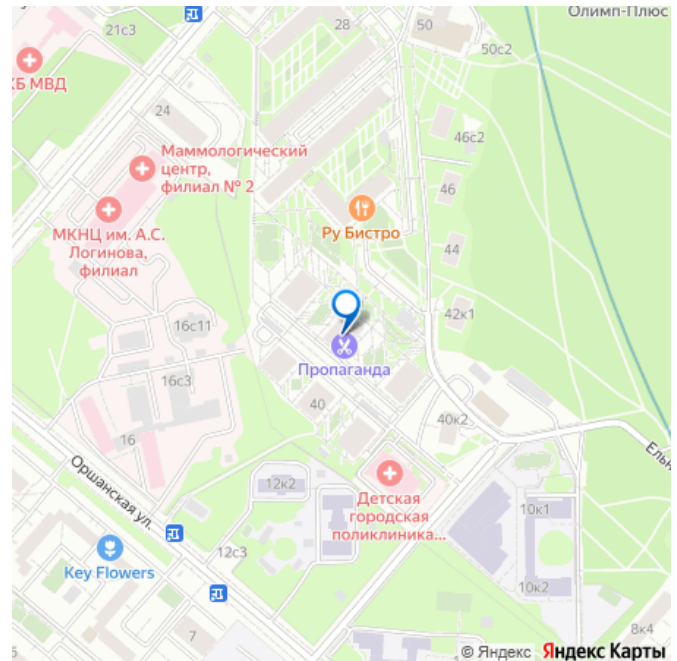 21с3
28
50
Олимп-Плюс
50с2
КБ МВД
24
Маммологический
центр,
филиал № 2
46с2
46
МКНЦ им. А.С.
Логинова,
филиал
Ру Бистро
44
42к1
16с11
Пропаганда
16с3
40
40к2
16
Оршанская ул.
12к2
Детская
городская
поликлиника...
10к1
12с3
Key Flowers
10к2
7
8к4
© Яндекс Яндекс Карты